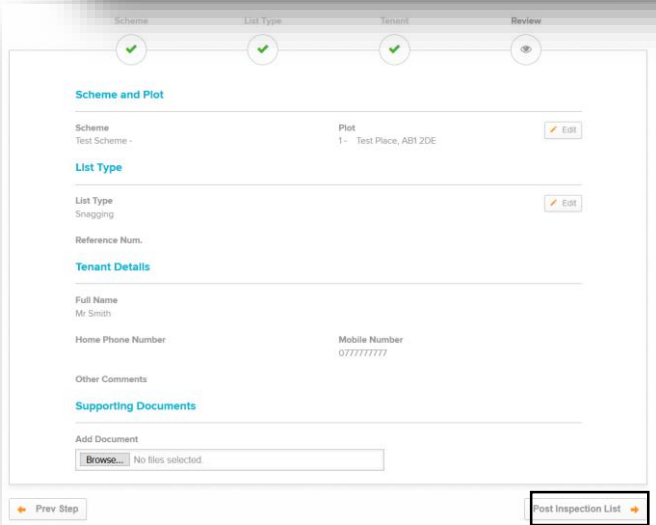 Scheme List Type Tenant Review
Scheme and Plot
Scheme Plot
Test Scheme - 1 - Test Place, AB1 2DE
Edit
List Type
List Type
Snagging
Edit
Reference Num.
Tenant Details
Full Name
Mr Smith
Home Phone Number Mobile Number
0777777777
Other Comments
Supporting Documents
Add Document
Browse... No files selected.
Prev Step Post Inspection List